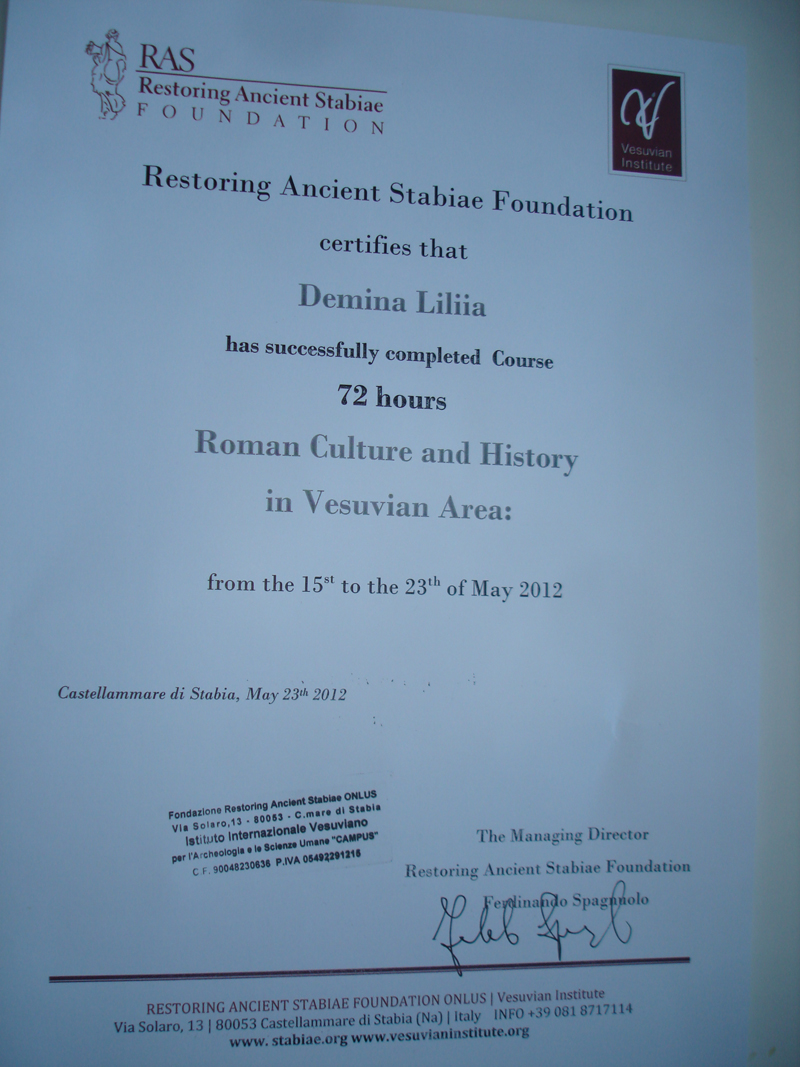 RAS
Restoring Ancient Stabiae
FOUNDATION
Vesuvian
Institute
Restoring Ancient Stabiae Foundation
certifies that
Demina Liliia
has successfully completed Course
72 hours
Roman Culture and History
in Vesuvian Area:
from the 15st to the 23th of May 2012
Castellammare di Stabia, May 23th 2012
Fondazione Restoring Ancient Stabiae ONLUS
Via Solaro,13 - 80053 - C.mare di Stabia
Istituto Internazionale Vesuviano
per l'Archeologia e le Scienze Umane "CAMPUS"
C F. 90048230636 P.IVA 05492291215
The Managing Director
Restoring Ancient Stabiae Foundation
Ferdinando Spagnuolo
RESTORING ANCIENT STABIAE FOUNDATION ONLUS | Vesuvian Institute
Via Solaro, 13 | 80053 Castellammare di Stabia (Na) | Italy INFO +39 081 8717114
www. stabiae.org www.vesuvianinstitute.org